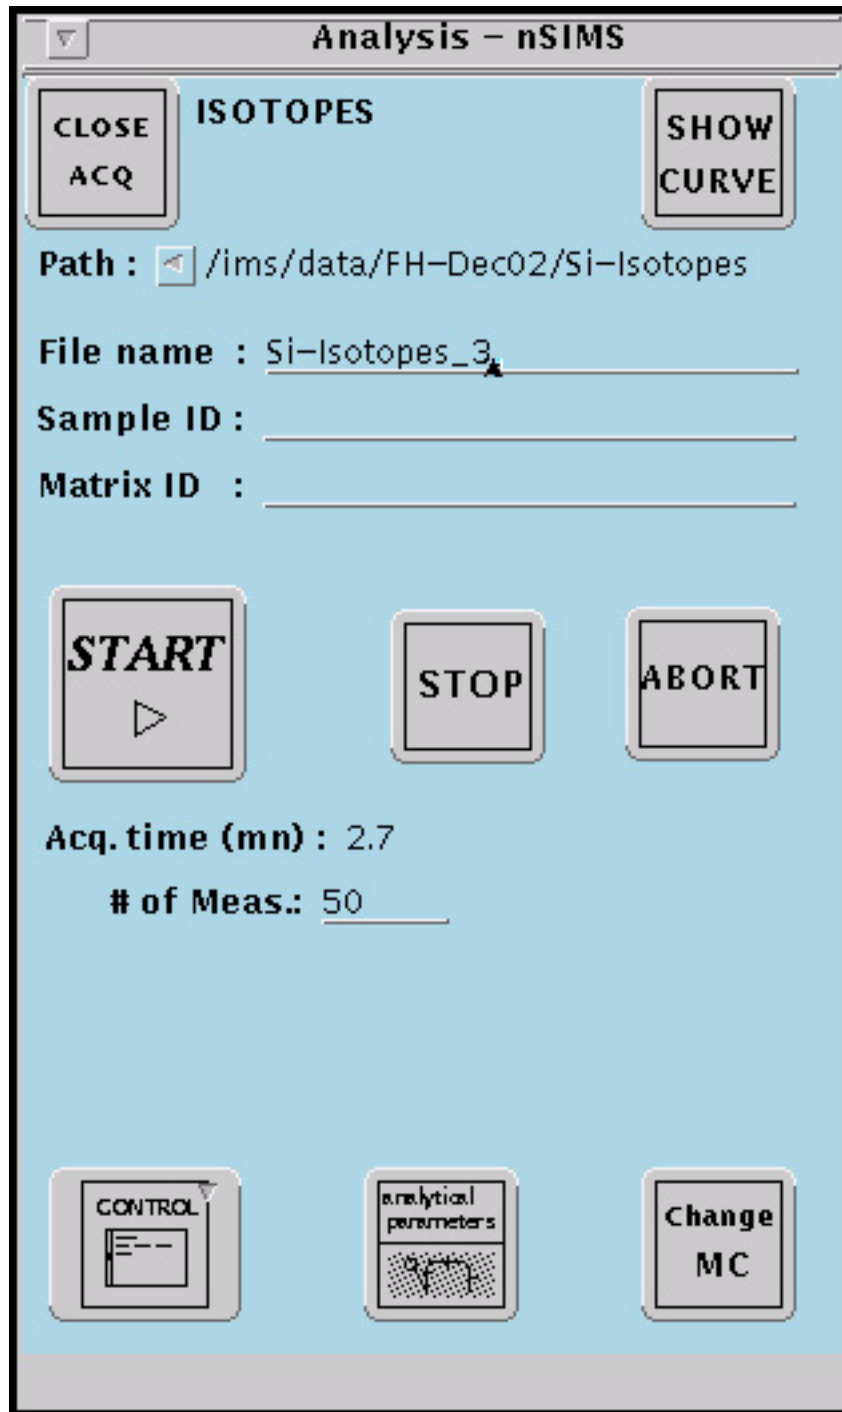 Analysis – nSIMS
CLOSE
ACQ
ISOTOPES
SHOW
CURVE
Path : /ims/data/FH–Dec02/Si–Isotopes
File name : Si–Isotopes_3
Sample ID :
Matrix ID :
START
STOP
ABORT
Acq. time (mn) : 2.7
# of Meas.: 50
CONTROL
analytical
parameters
Change
MC